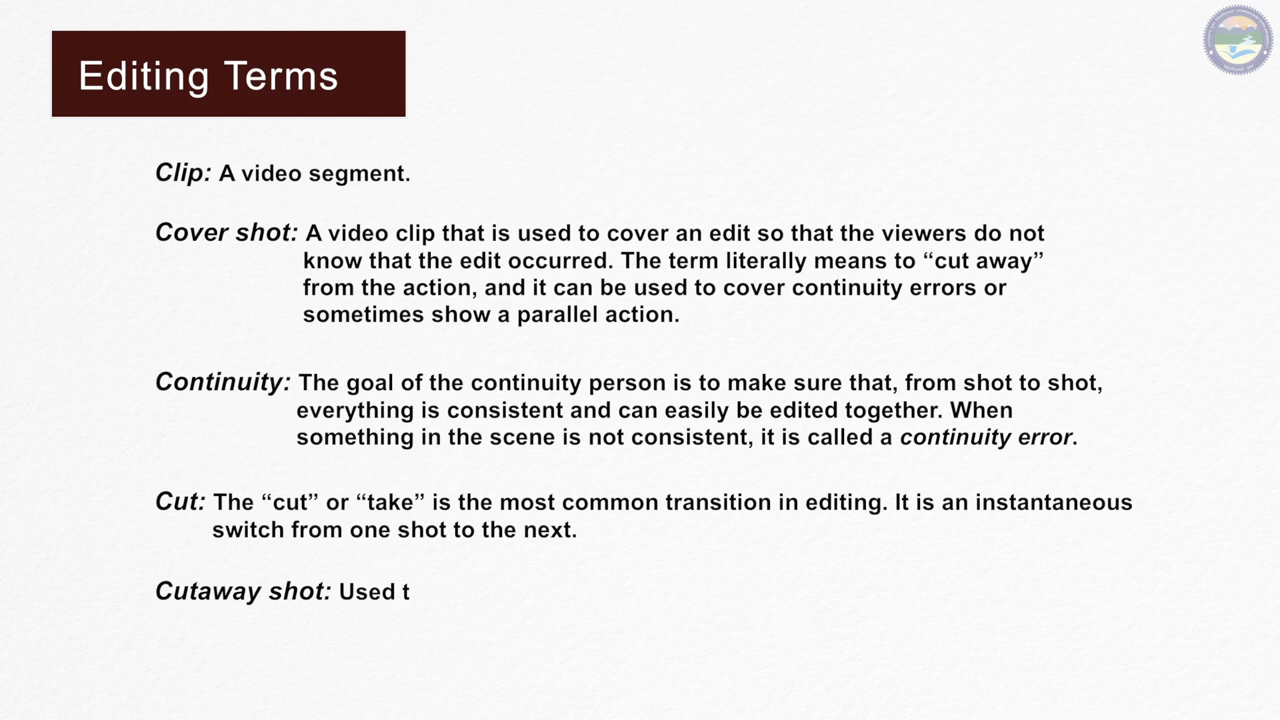 Editing Terms
Clip: A video segment.
Cover shot: A video clip that is used to cover an edit so that the viewers do not
know that the edit occurred. The term literally means to “cut away”
from the action, and it can be used to cover continuity errors or
sometimes show a parallel action.
Continuity: The goal of the continuity person is to make sure that, from shot to shot,
everything is consistent and can easily be edited together. When
something in the scene is not consistent, it is called a continuity error.
Cut: The “cut” or “take” is the most common transition in editing. It is an instantaneous
switch from one shot to the next.
Cutaway shot: Used t